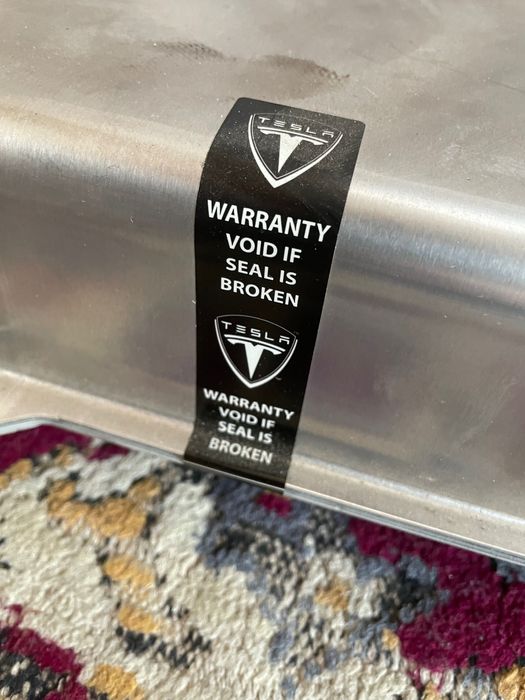 TESLA
WARRANTY
VOID IF
SEAL IS
BROKEN
TESLA
WARRANTY
VOID IF
SEAL IS
BROKEN